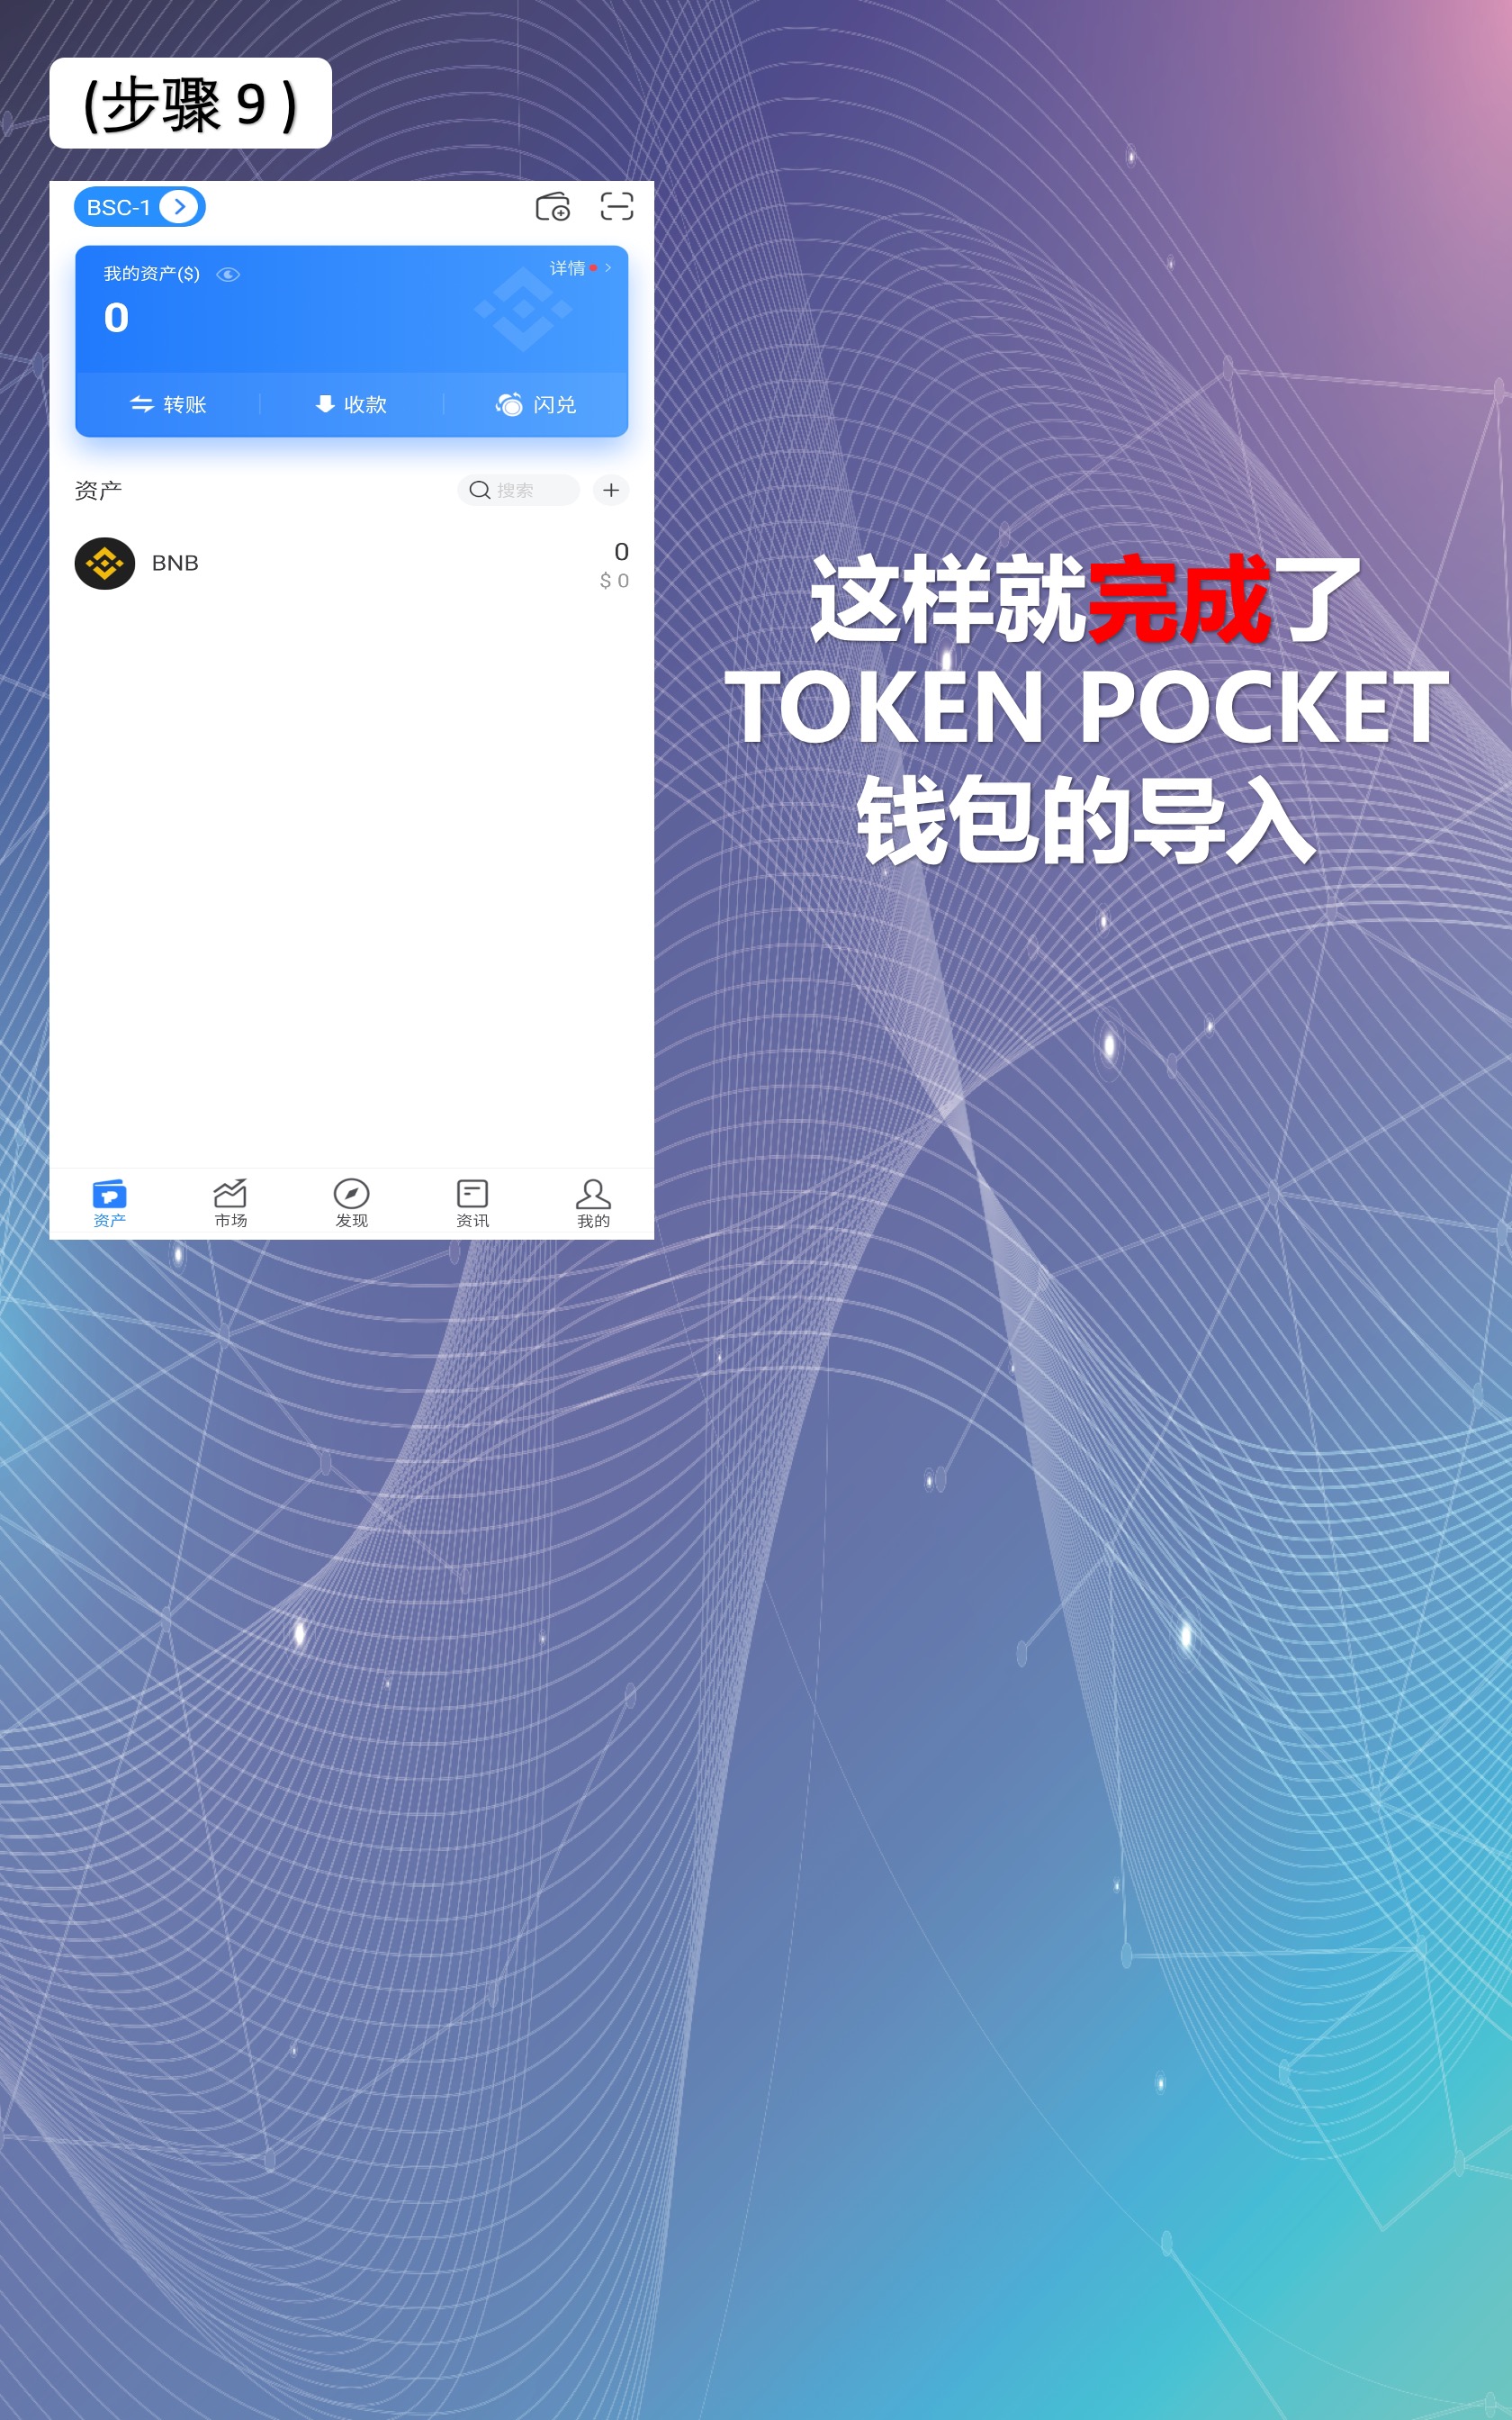 (步骤 9 )
BSC-1
我的资产($)
详情
0
转账 收款 闪兑
资产
搜索
BNB
0
$ 0
资产 市场 发现 资讯 我的
这样就完成了
TOKEN POCKET
钱包的导入